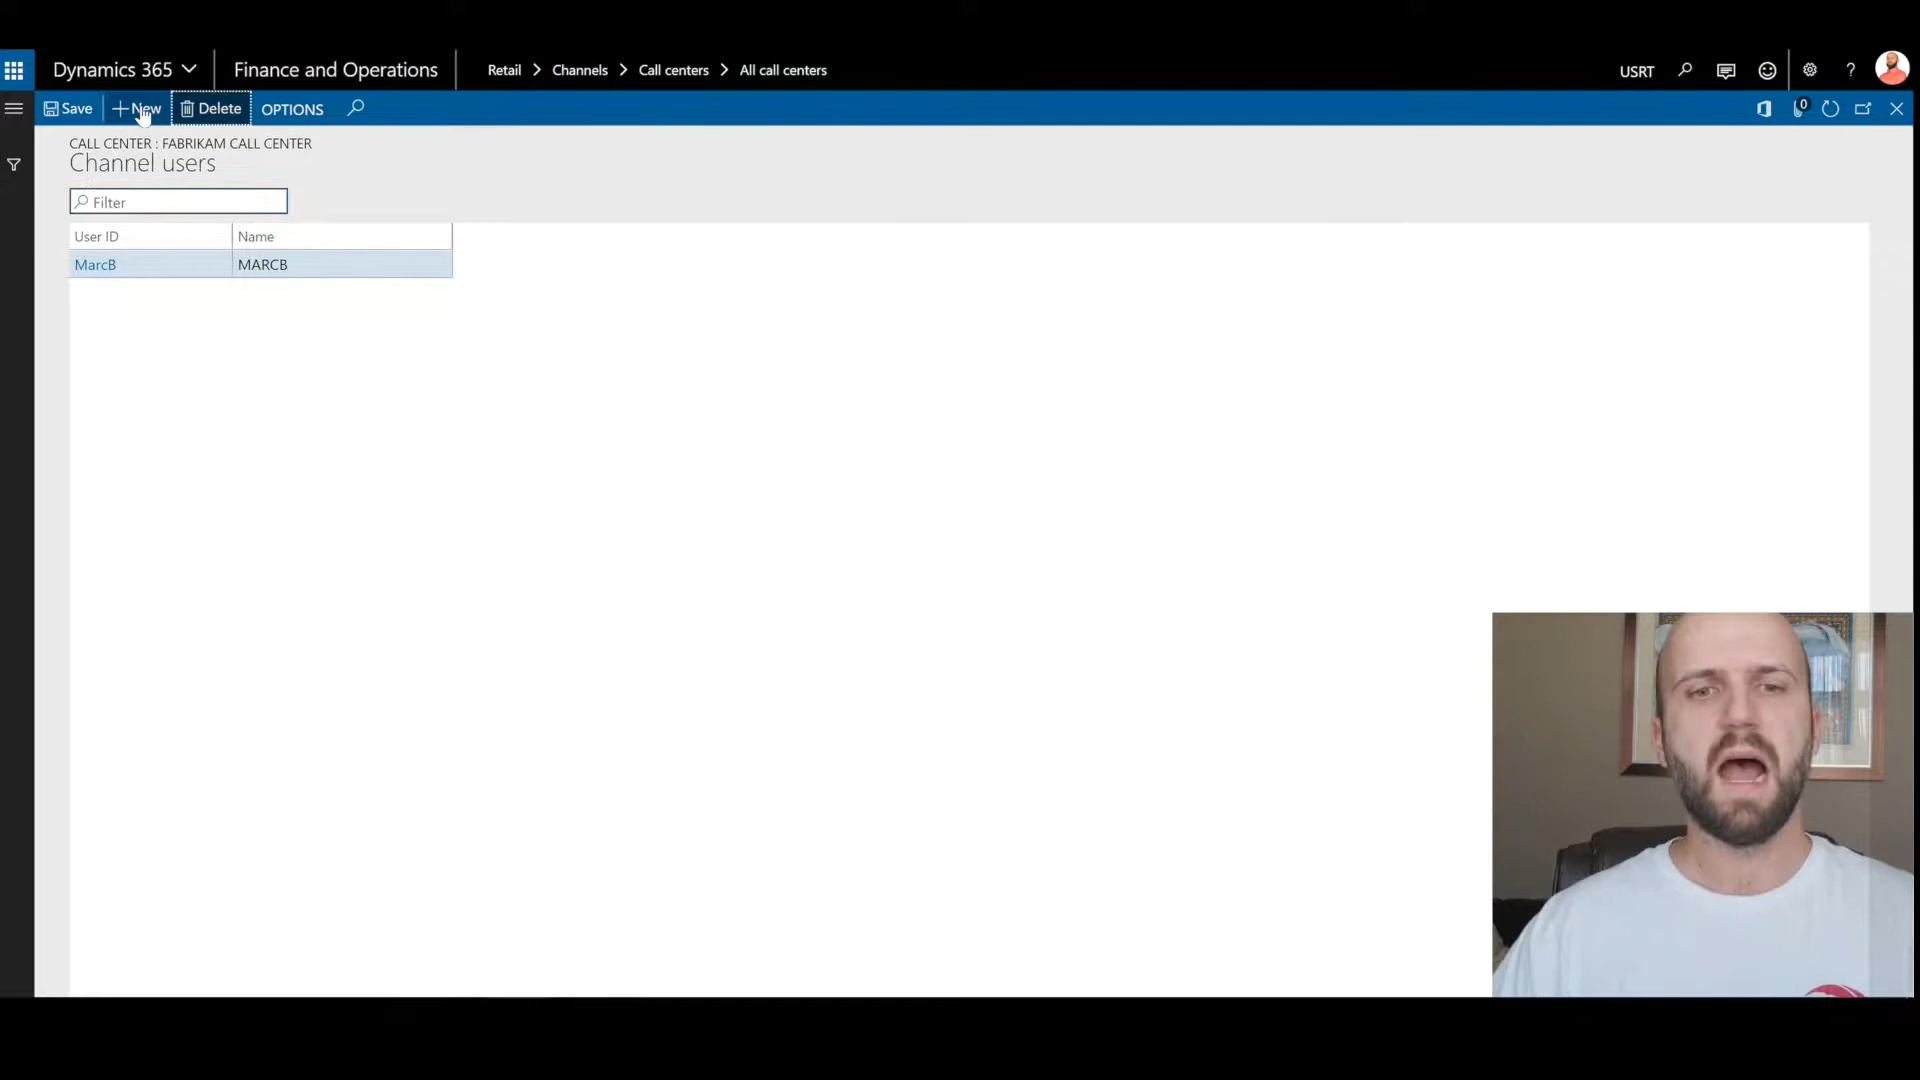 Dynamics 365
Finance and Operations
Retail > Channels > Call centers > All call centers
USRT
?
Save
New
Delete
OPTIONS
0
CALL CENTER : FABRIKAM CALL CENTER
Channel users
Filter
User ID Name
MarcB MARCB